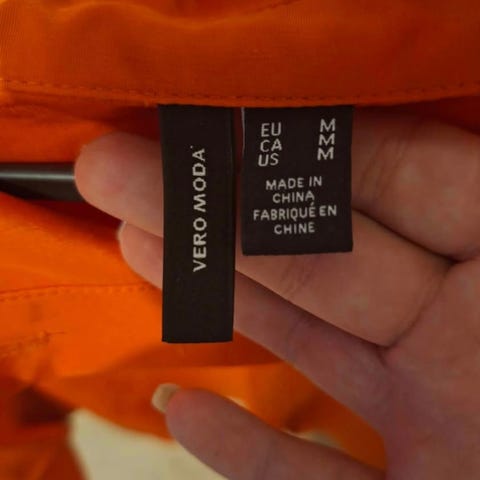 VERO MODA
EU M
CA M
US M
MADE IN
CHINA
FABRIQUÉ EN
CHINE